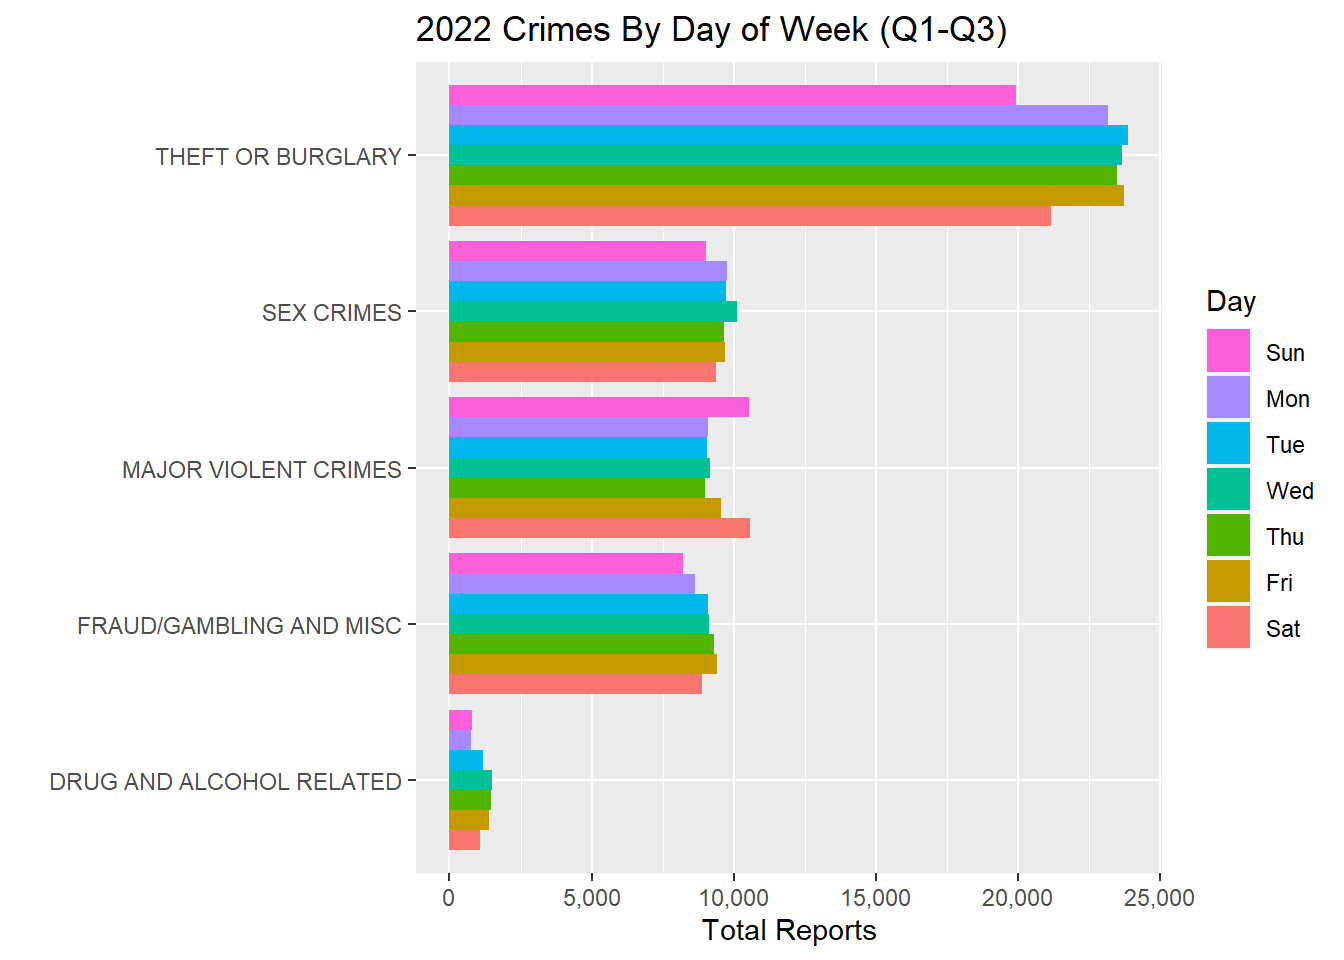 2022 Crimes By Day of Week (Q1-Q3)
THEFT OR BURGLARY
SEX CRIMES
MAJOR VIOLENT CRIMES
FRAUD/GAMBLING AND MISC
DRUG AND ALCOHOL RELATED
0 5,000 10,000 15,000 20,000 25,000
Total Reports
Day
Sun
Mon
Tue
Wed
Thu
Fri
Sat